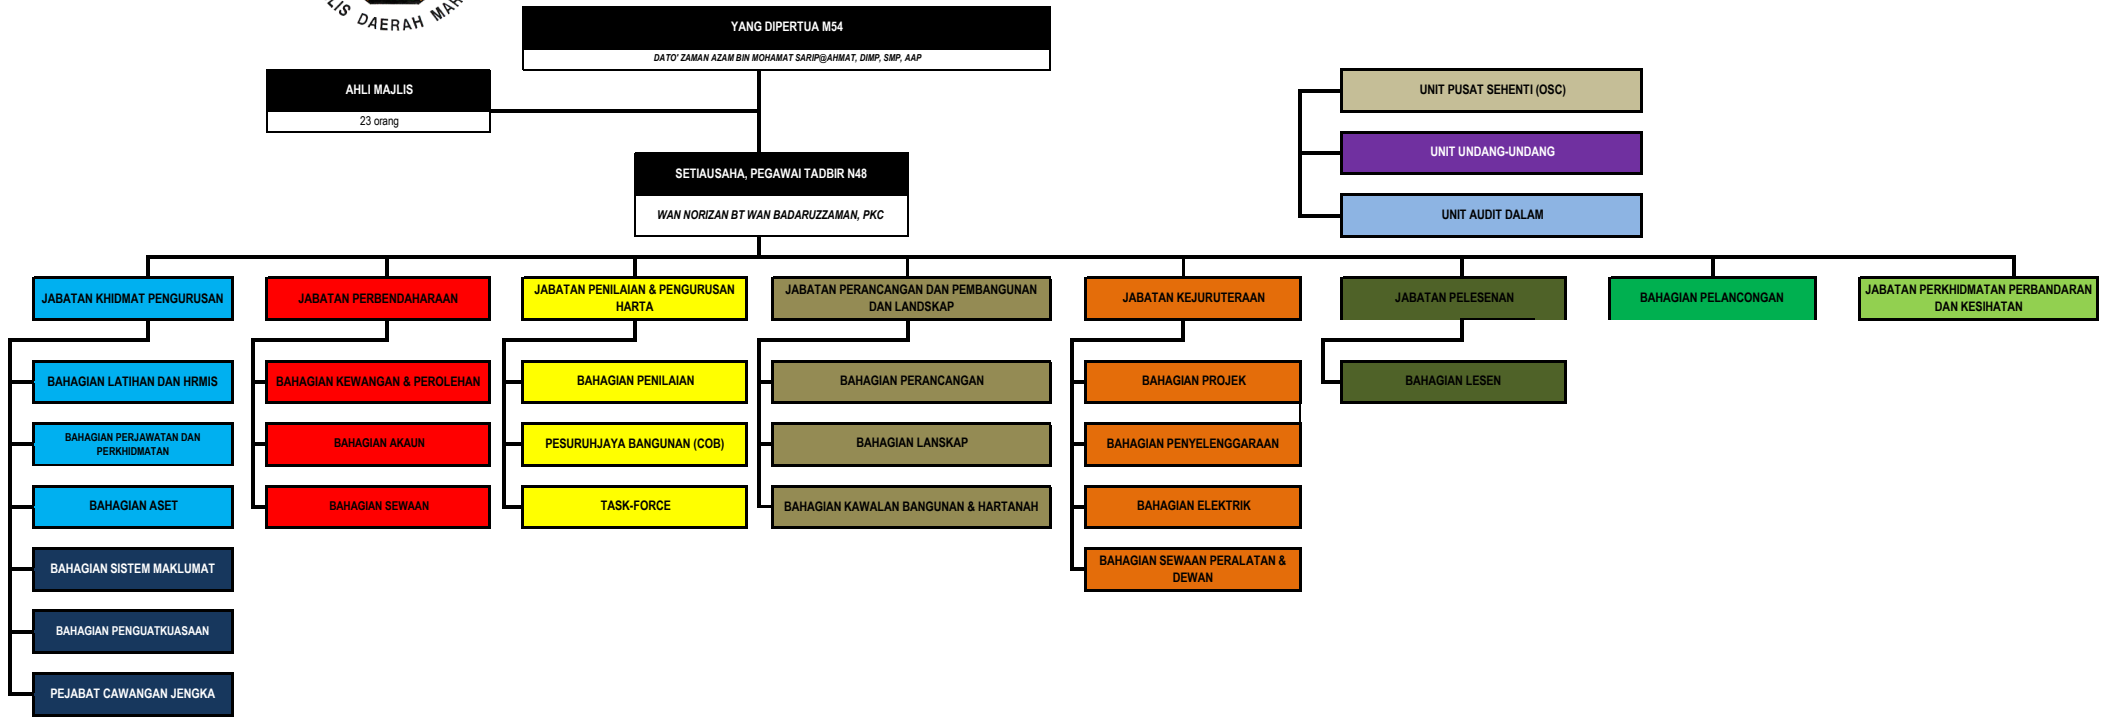 DAERAH
YANG DIPERTUA M54
DATO' ZAMAN AZAM BIN MOHAMAT SARIP@AHMAT, DIMP, SMP, AAP
AHLI MAJLIS
23 orang
UNIT PUSAT SEHENTI (OSC)
UNIT UNDANG-UNDANG
UNIT AUDIT DALAM
SETIAUSAHA, PEGAWAI TADBIR N48
WAN NORIZAN BT WAN BADARUZZAMAN, PKC
JABATAN KHIDMAT PENGURUSAN
JABATAN PERBENDAHARAAN
JABATAN PENILAIAN & PENGURUSAN
HARTA
JABATAN PERANCANGAN DAN PEMBANGUNAN
DAN LANDSKAP
JABATAN KEJURUTERAAN
JABATAN PELESENAN
BAHAGIAN PELANCONGAN
JABATAN PERKHIDMATAN PERBANDARAN
DAN KESIHATAN
BAHAGIAN LATIHAN DAN HRMIS
BAHAGIAN PERJAWATAN DAN
PERKHIDMATAN
BAHAGIAN ASET
BAHAGIAN SISTEM MAKLUMAT
BAHAGIAN PENGUATKUASAAN
PEJABAT CAWANGAN JENGKA
BAHAGIAN KEWANGAN & PEROLEHAN
BAHAGIAN AKAUN
BAHAGIAN SEWAAN
BAHAGIAN PENILAIAN
PESURUHJAYA BANGUNAN (COB)
TASK-FORCE
BAHAGIAN PERANCANGAN
BAHAGIAN LANSKAP
BAHAGIAN KAWALAN BANGUNAN & HARTANAH
BAHAGIAN PROJEK
BAHAGIAN PENYELENGGARAAN
BAHAGIAN ELEKTRIK
BAHAGIAN SEWAAN PERALATAN &
DEWAN
BAHAGIAN LESEN